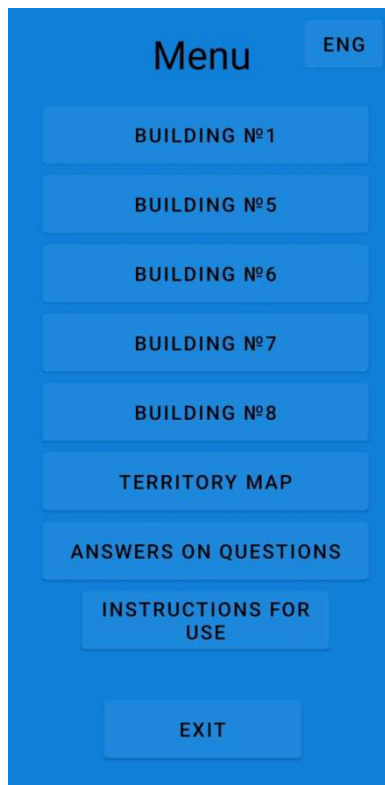 Menu
ENG
BUILDING №1
BUILDING №5
BUILDING №6
BUILDING №7
BUILDING №8
TERRITORY MAP
ANSWERS ON QUESTIONS
INSTRUCTIONS FOR
USE
EXIT